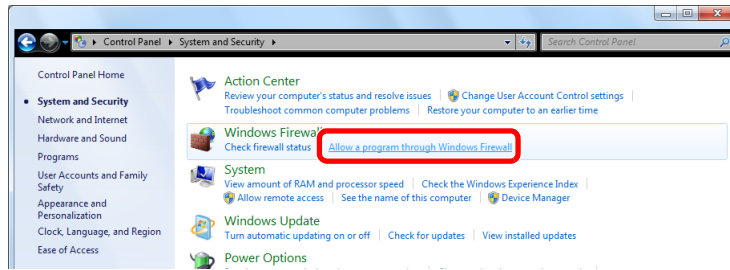 Control Panel ▸ System and Security ▸
Search Control Panel
Control Panel Home
System and Security
Network and Internet
Hardware and Sound
Programs
User Accounts and Family
Safety
Appearance and
Personalization
Clock, Language, and Region
Ease of Access
Action Center
Review your computer's status and resolve issues Change User Account Control settings
Troubleshoot common computer problems Restore your computer to an earlier time
Windows Firewall
Check firewall status Allow a program through Windows Firewall
System
View amount of RAM and processor speed Check the Windows Experience Index
Allow remote access See the name of this computer Device Manager
Windows Update
Turn automatic updating on or off Check for updates View installed updates
Power Options